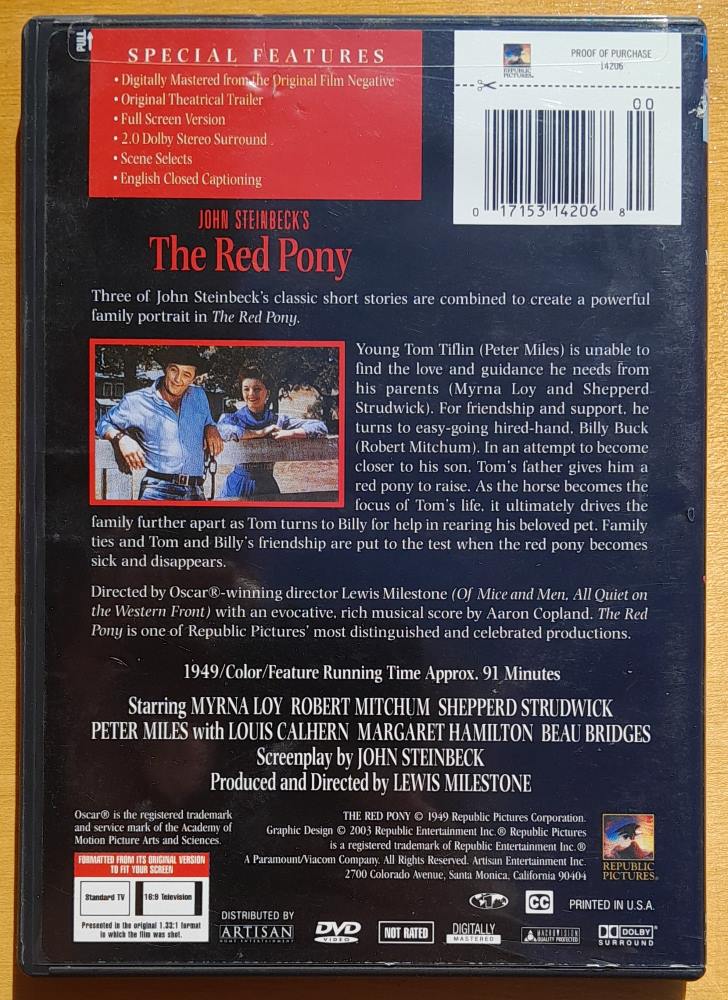 PULL
SPECIAL FEATURES
• Digitally Mastered from the Original Film Negative
• Original Theatrical Trailer
• Full Screen Version
• 2.0 Dolby Stereo Surround
• Scene Selects
• English Closed Captioning
REPUBLIC
PICTURES®
PROOF OF PURCHASE
14206
00
0 17153 14206 8
JOHN STEINBECK'S
The Red Pony
Three of John Steinbeck's classic short stories are combined to create a powerful
family portrait in The Red Pony.
Young Tom Tiflin (Peter Miles) is unable to
find the love and guidance he needs from
his parents (Myrna Loy and Shepperd
Strudwick). For friendship and support, he
turns to easy-going hired-hand, Billy Buck
(Robert Mitchum). In an attempt to become
closer to his son, Tom's father gives him a
red pony to raise. As the horse becomes the
focus of Tom's life, it ultimately drives the
family further apart as Tom turns to Billy for help in rearing his beloved pet. Family
ties and Tom and Billy's friendship are put to the test when the red pony becomes
sick and disappears.
Directed by Oscar®-winning director Lewis Milestone (Of Mice and Men, All Quiet on
the Western Front) with an evocative, rich musical score by Aaron Copland. The Red
Pony is one of Republic Pictures' most distinguished and celebrated productions.
1949/Color/Feature Running Time Approx. 91 Minutes
Starring MYRNA LOY ROBERT MITCHUM SHEPPERD STRUDWICK
PETER MILES with LOUIS CALHERN MARGARET HAMILTON BEAU BRIDGES
Screenplay by JOHN STEINBECK
Produced and Directed by LEWIS MILESTONE
Oscar® is the registered trademark
and service mark of the Academy of
Motion Picture Arts and Sciences.
THE RED PONY © 1949 Republic Pictures Corporation.
Graphic Design © 2003 Republic Entertainment Inc.® Republic Pictures
is a registered trademark of Republic Entertainment Inc.®
A Paramount/Viacom Company. All Rights Reserved. Artisan Entertainment Inc.
2700 Colorado Avenue, Santa Monica, California 90404
REPUBLIC
PICTURES®
FORMATTED FROM ITS ORIGINAL VERSION
TO FIT YOUR SCREEN
Standard TV
16:9 Television
Presented in the original 1.33:1 format
in which the film was shot.
DISTRIBUTED BY
ARTISAN
HOME ENTERTAINMENT
DVD
VIDEO
NOT RATED
DIGITALLY
MASTERED
1
CC
PRINTED IN U.S.A.
MACROVISION
QUALITY PROTECTED
DOLBY
SURROUND